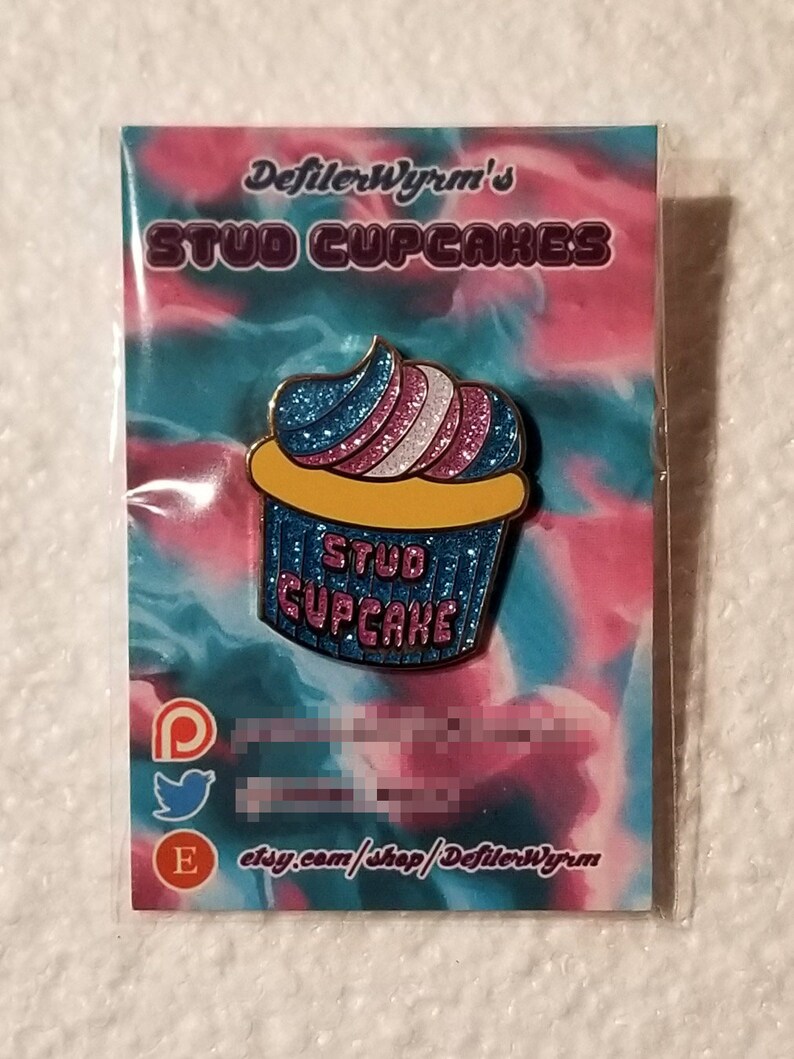 DefilerWyrm's
STUD CUPCAKES
STUD
CUPCAKE
E
etsy.com/shop/DefilerWyrm